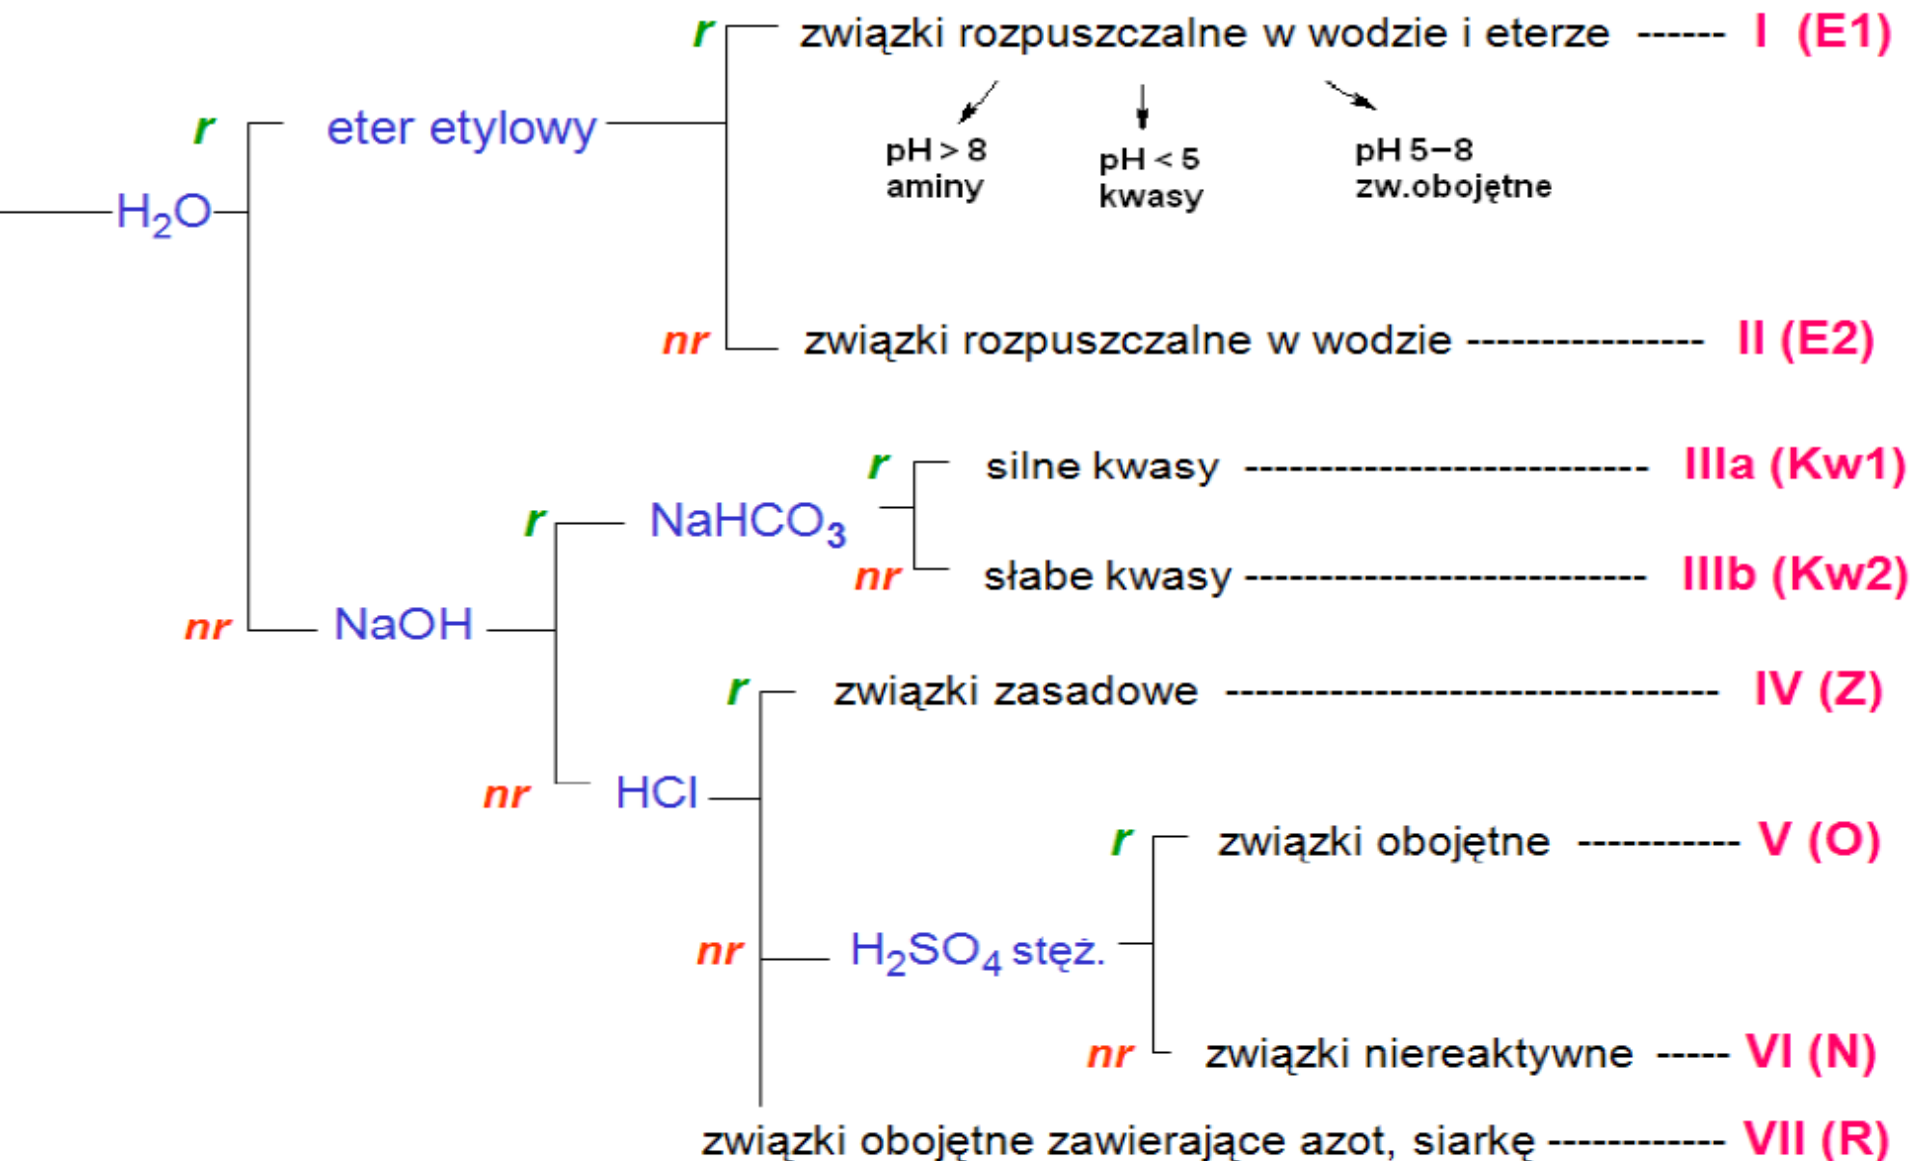 r związki rozpuszczalne w wodzie i eterze ------ I (E1)
r eter etylowy
pH > 8 pH < 5 pH 5–8
aminy kwasy zw.obojętne
H₂O
nr związki rozpuszczalne w wodzie ---------------- II (E2)
r silne kwasy --------------------------- IIIa (Kw1)
r NaHCO₃
nr słabe kwasy --------------------------- IIIb (Kw2)
nr NaOH
r związki zasadowe --------------------------------- IV (Z)
nr HCl
r związki obojętne ----------- V (O)
nr H₂SO₄ stęż.
nr związki niereaktywne ----- VI (N)
związki obojętne zawierające azot, siarkę ------------ VII (R)